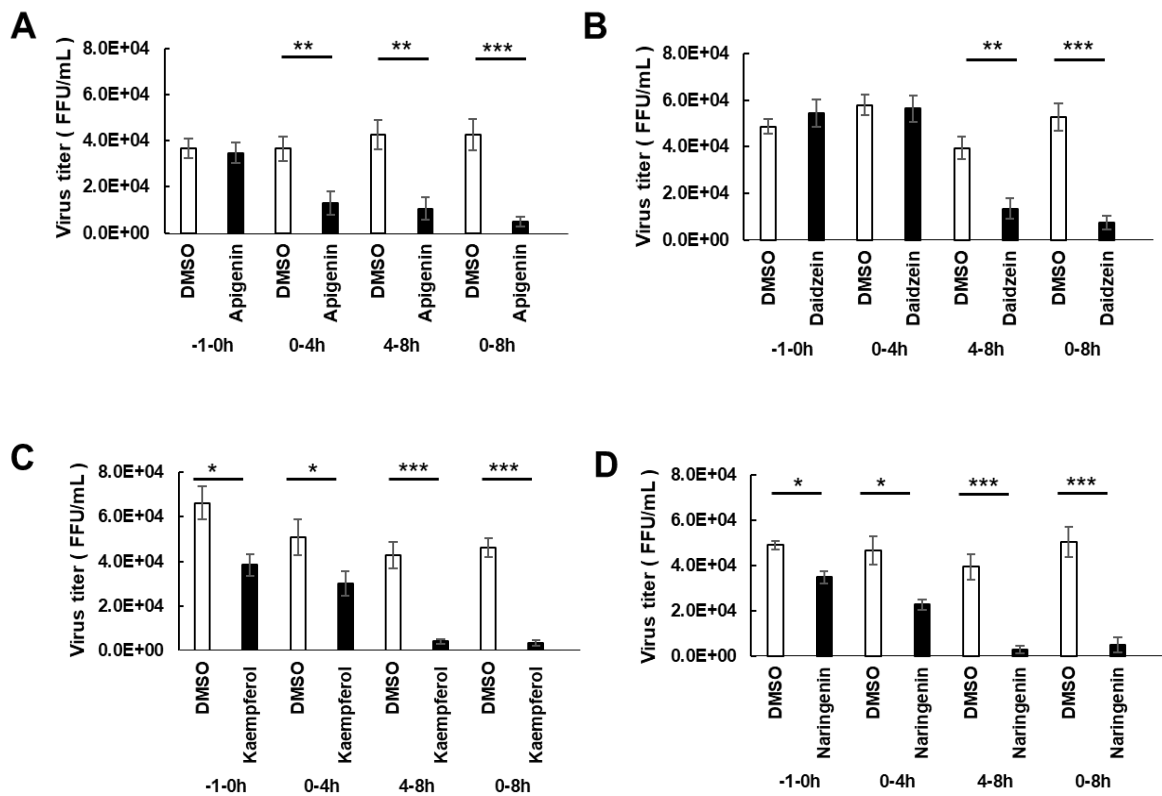 A
Virus titer ( FFU/mL )
8.0E+04
6.0E+04
4.0E+04
2.0E+04
0.0E+00
** ** ***
DMSO Apigenin DMSO Apigenin DMSO Apigenin DMSO Apigenin
-1-0h 0-4h 4-8h 0-8h
B
Virus titer ( FFU/mL )
8.0E+04
6.0E+04
4.0E+04
2.0E+04
0.0E+00
** ***
DMSO Daidzein DMSO Daidzein DMSO Daidzein DMSO Daidzein
-1-0h 0-4h 4-8h 0-8h
C
Virus titer ( FFU/mL )
8.0E+04
6.0E+04
4.0E+04
2.0E+04
0.0E+00
* * *** ***
DMSO Kaempferol DMSO Kaempferol DMSO Kaempferol DMSO Kaempferol
-1-0h 0-4h 4-8h 0-8h
D
Virus titer ( FFU/mL )
8.0E+04
6.0E+04
4.0E+04
2.0E+04
0.0E+00
* * *** ***
DMSO Naringenin DMSO Naringenin DMSO Naringenin DMSO Naringenin
-1-0h 0-4h 4-8h 0-8h